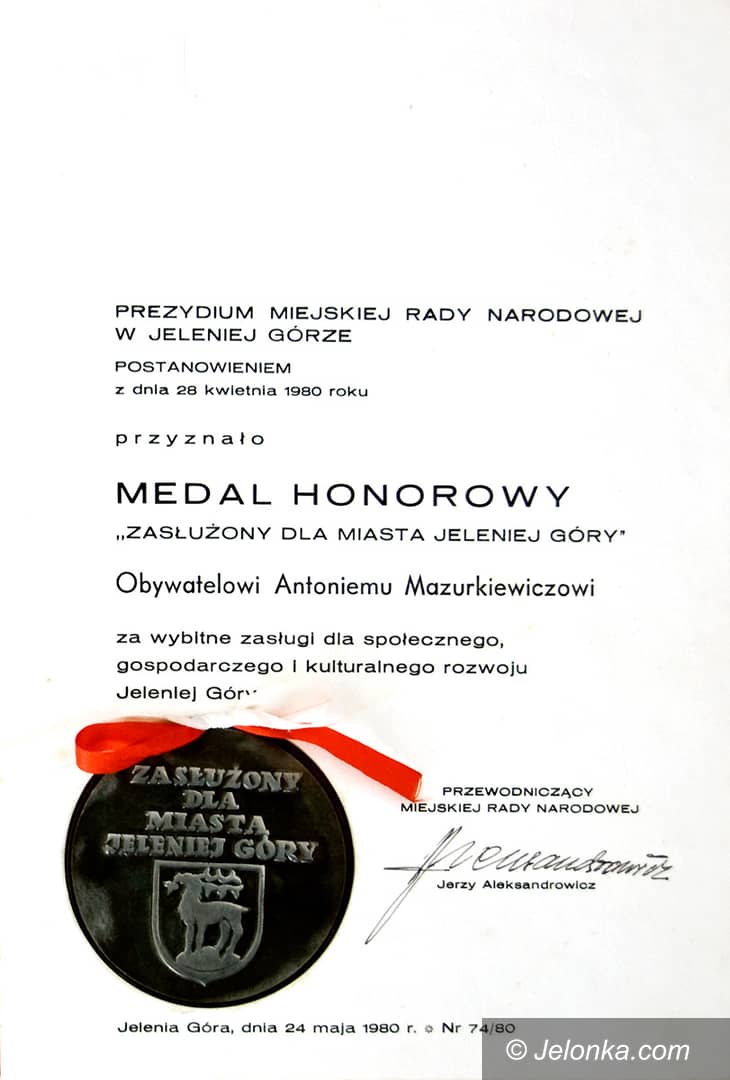 PREZYDIUM MIEJSKIEJ RADY NARODOWEJ
W JELENIEJ GÓRZE
POSTANOWIENIEM
z dnia 28 kwietnia 1980 roku
przyznało
MEDAL HONOROWY
„ZASŁUŻONY DLA MIASTA JELENIEJ GÓRY"
Obywatelowi Antoniemu Mazurkiewiczowi
za wybitne zasługi dla społecznego,
gospodarczego i kulturalnego rozwoju
Jeleniej Góry
ZASŁUŻONY
DLA
MIASTA
JELENIEJ GÓRY
PRZEWODNICZĄCY
MIEJSKIEJ RADY NARODOWEJ
Jerzy Aleksandrowicz
Jelenia Góra, dnia 24 maja 1980 r. Nr 74/80
© Jelonka.com